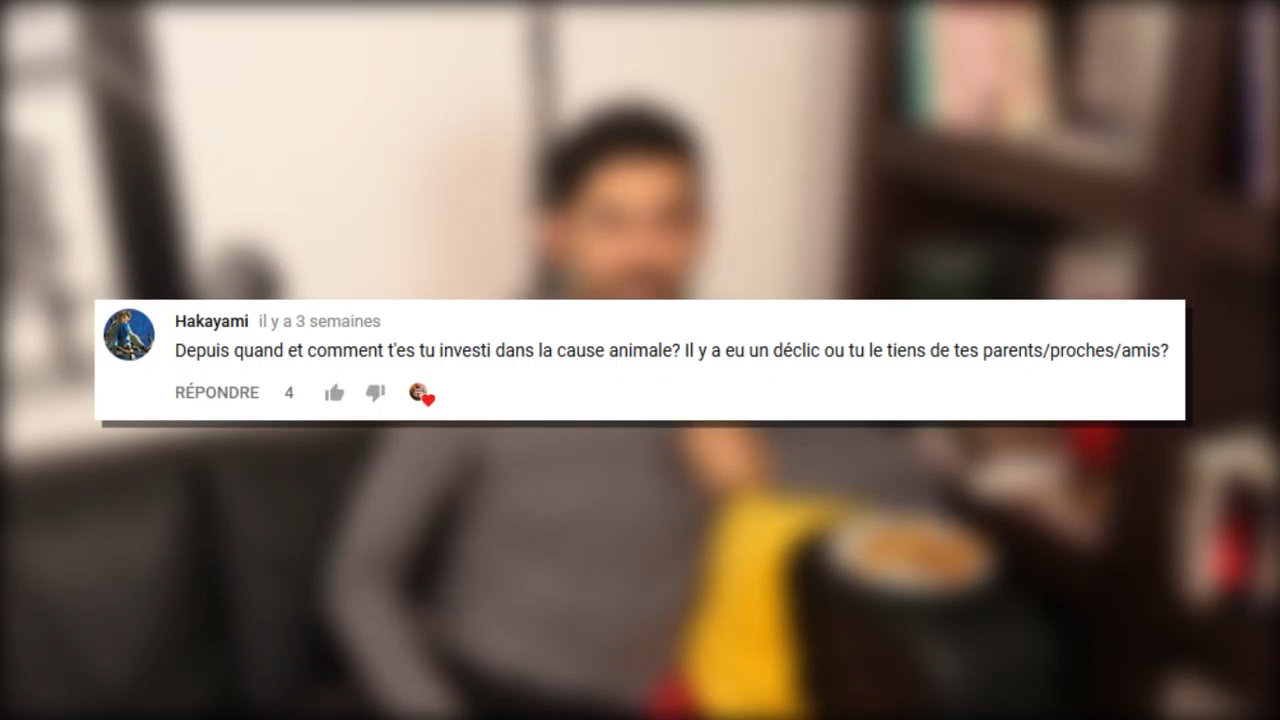 Hakayami il y a 3 semaines
Depuis quand et comment t'es tu investi dans la cause animale? Il y a eu un déclic ou tu le tiens de tes parents/proches/amis?
RÉPONDRE 4